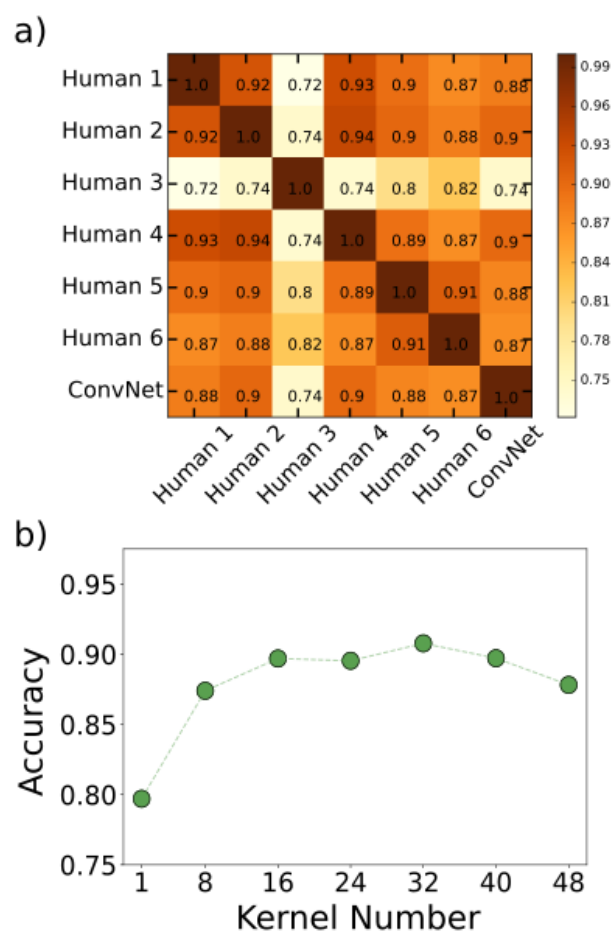 a)
Human 1 1.0 0.92 0.72 0.93 0.9 0.87 0.88
Human 2 0.92 1.0 0.74 0.94 0.9 0.88 0.9
Human 3 0.72 0.74 1.0 0.74 0.8 0.82 0.74
Human 4 0.93 0.94 0.74 1.0 0.89 0.87 0.9
Human 5 0.9 0.9 0.8 0.89 1.0 0.91 0.88
Human 6 0.87 0.88 0.82 0.87 0.91 1.0 0.87
ConvNet 0.88 0.9 0.74 0.9 0.88 0.87 1.0
Human 1 Human 2 Human 3 Human 4 Human 5 Human 6 ConvNet
0.99
0.96
0.93
0.90
0.87
0.84
0.81
0.78
0.75
b)
Accuracy
0.95
0.90
0.85
0.80
0.75
1 8 16 24 32 40 48
Kernel Number